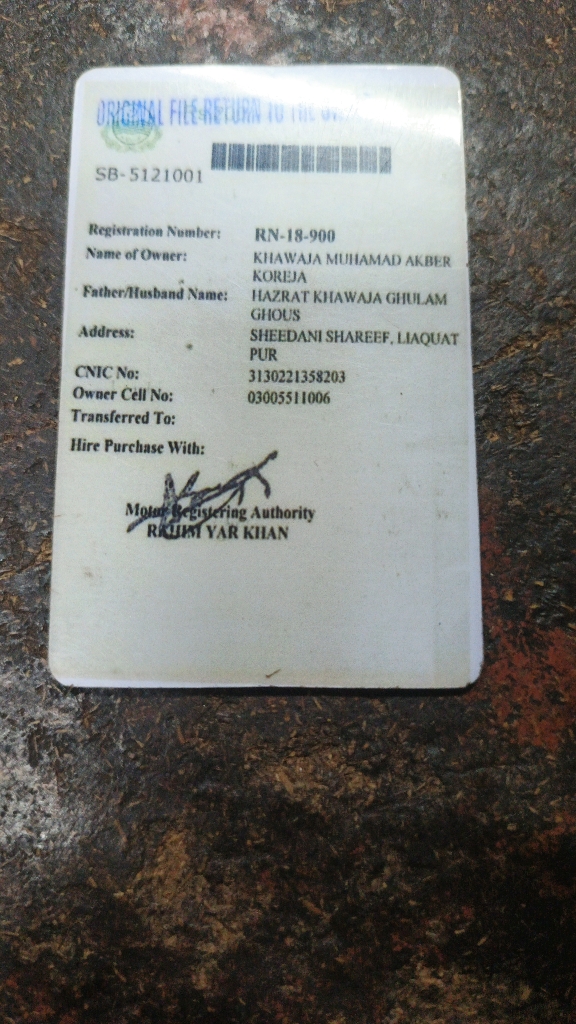 ORIGINAL FILE RETURN TO THE
SB-5121001
Registration Number: RN-18-900
Name of Owner: KHAWAJA MUHAMAD AKBER
KOREJA
Father/Husband Name: HAZRAT KHAWAJA GHULAM
GHOUS
Address: SHEEDANI SHAREEF, LIAQUAT
PUR
CNIC No: 3130221358203
Owner Cell No: 03005511006
Transferred To:
Hire Purchase With:
Motor Registering Authority
RAHIM YAR KHAN